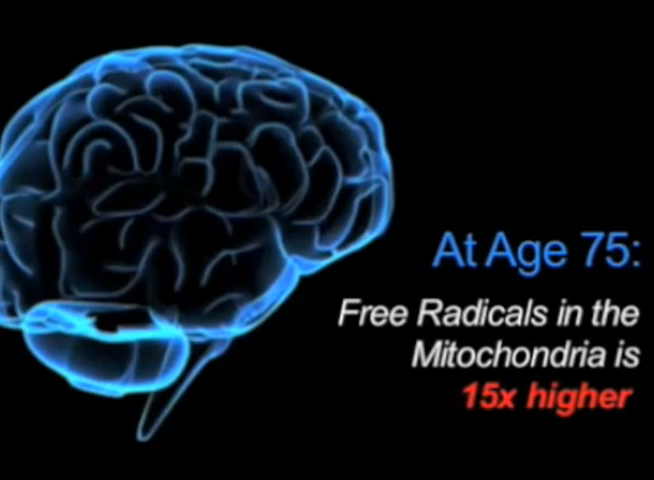 At Age 75:
Free Radicals in the
Mitochondria is
15x higher